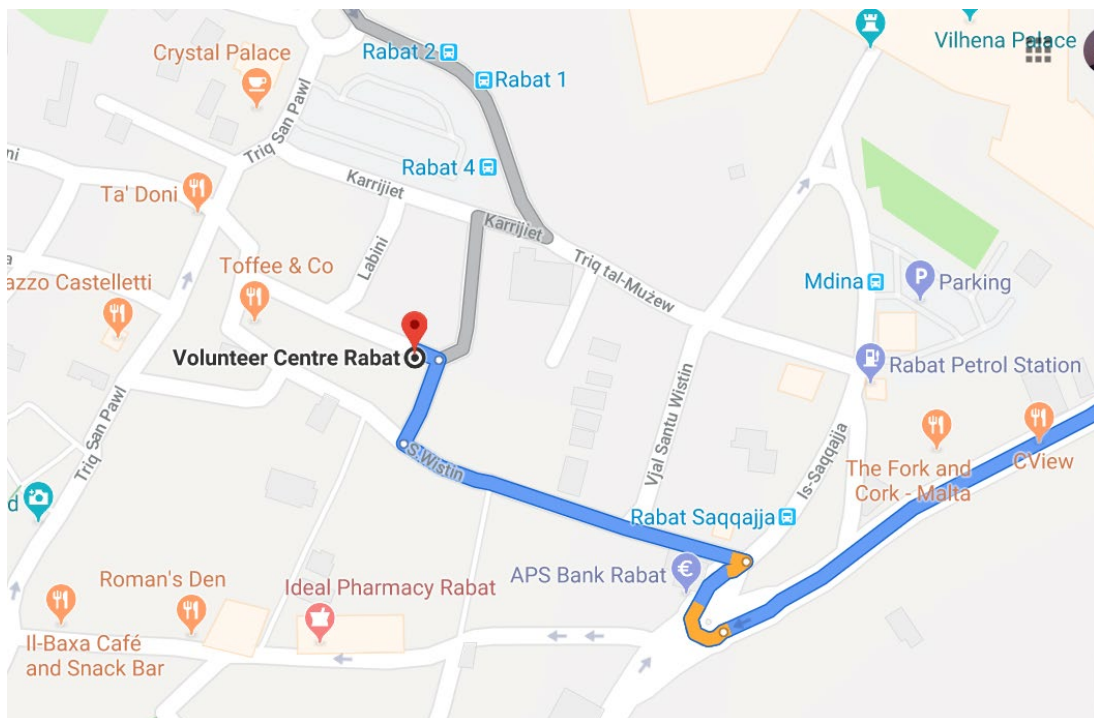 Vilhena Palace
Rabat 2
Rabat 1
Crystal Palace
Triq San Pawl
Rabat 4
Karrijiet
Ta' Doni
Karrijiet
Labini
Toffee & Co
Triq tal-Mużew
Mdina
P
Parking
Volunteer Centre Rabat
Vjal Santu Wistin
Rabat Petrol Station
Triq San Pawl
S.Wistin
Is-Saqqajja
The Fork and
Cork - Malta
CView
Rabat Saqqajja
APS Bank Rabat
€
Roman's Den
Ideal Pharmacy Rabat
Il-Baxa Café
and Snack Bar